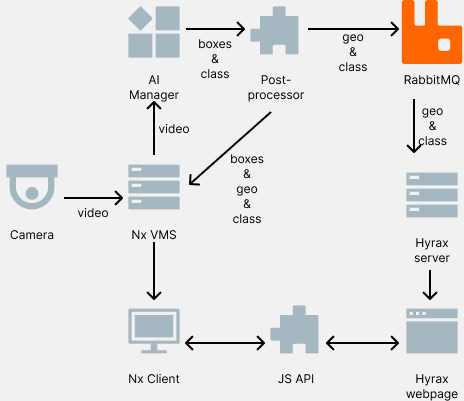 boxes
&
class
geo
&
class
AI
Manager
Post-
processor
RabbitMQ
video
geo
&
class
boxes
&
geo
&
class
video
Camera
Nx VMS
Hyrax
server
Nx Client
JS API
Hyrax
webpage